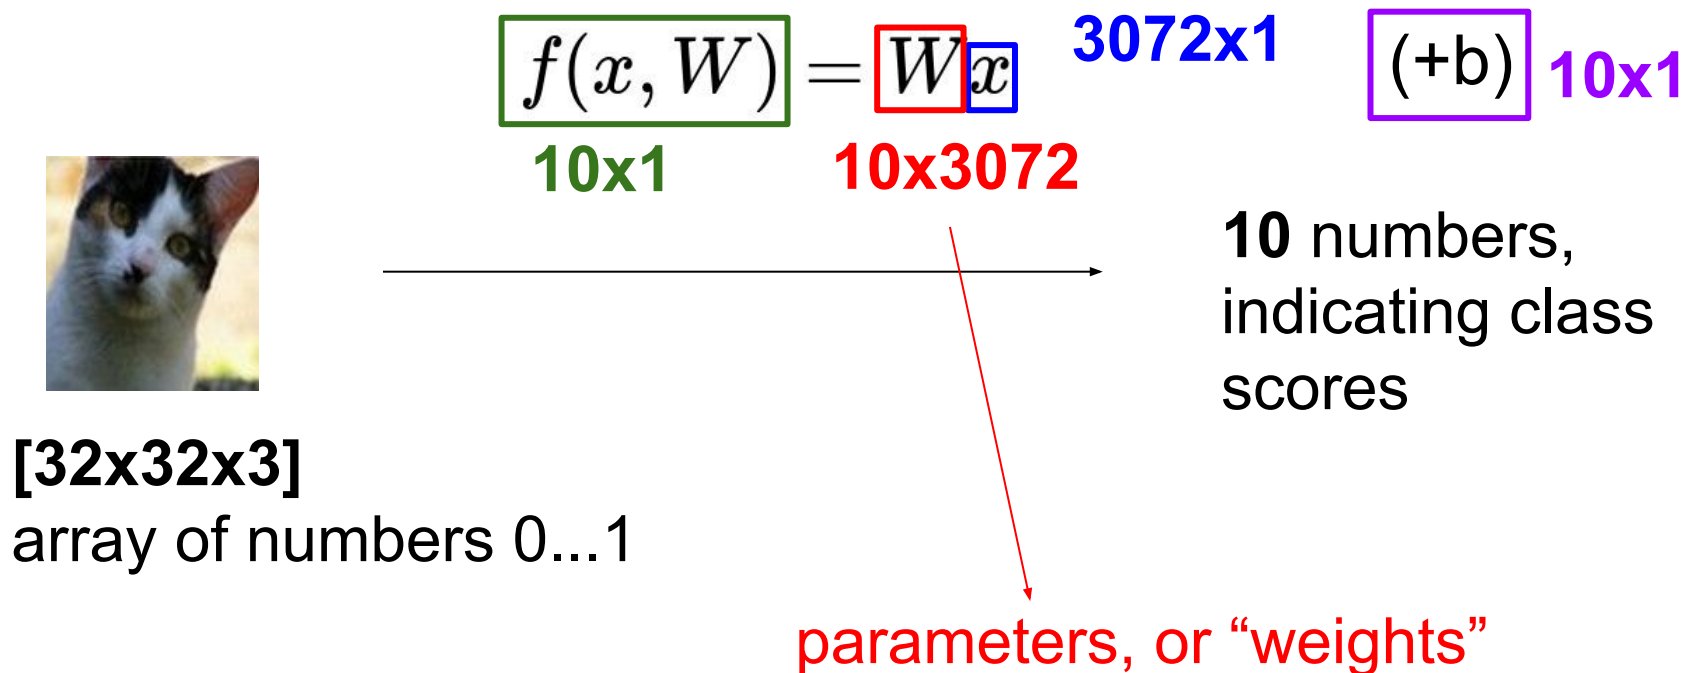 f(x, W) = Wx 3072x1 (+b) 10x1
10x1 10x3072
10 numbers,
indicating class
scores
[32x32x3]
array of numbers 0...1
parameters, or “weights”